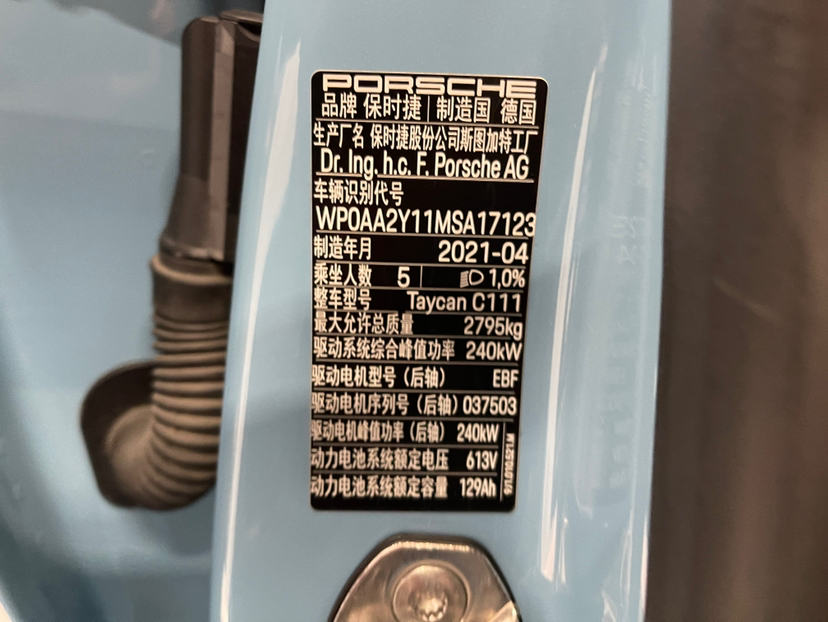 PORSCHE
品牌 保时捷 制造国 德国
生产厂名 保时捷股份公司斯图加特工厂
Dr. Ing. h.c. F. Porsche AG
车辆识别代号
WP0AA2Y11MSA17123
制造年月 2021-04
乘坐人数 5 1,0%
整车型号 Taycan C111
最大允许总质量 2795kg
驱动系统综合峰值功率 240kW
驱动电机型号（后轴） EBF
驱动电机序列号（后轴）037503
驱动电机峰值功率（后轴） 240kW
动力电池系统额定电压 613V
动力电池系统额定容量 129Ah